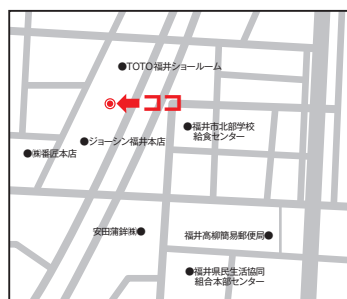 ●TOTO福井ショールーム
ココ
●福井市北部学校
給食センター
●ジョーシン福井本店
●㈱番匠本店
安田蒲鉾㈱●
福井高柳簡易郵便局●
●福井県民生活協同
組合本部センター